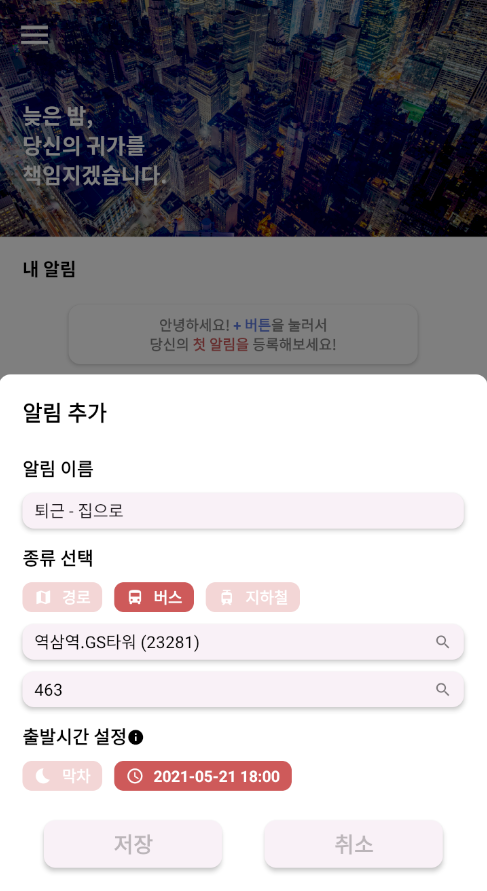 늦은 밤,
당신의 귀가를
책임지겠습니다.
내 알림
안녕하세요! + 버튼을 눌러서
당신의 첫 알림을 등록해보세요!
알림 추가
알림 이름
퇴근 - 집으로
종류 선택
경로 버스 지하철
역삼역.GS타워 (23281)
463
출발시간 설정
막차 2021-05-21 18:00
저장 취소